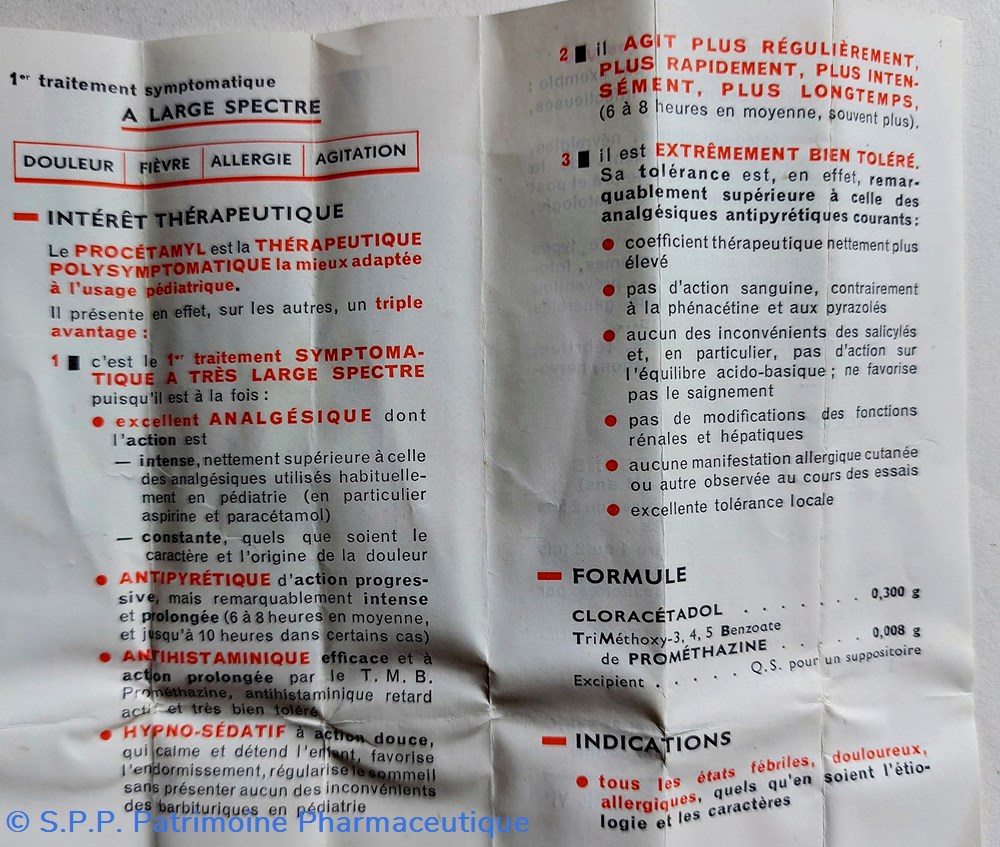 1er traitement symptomatique
A LARGE SPECTRE
DOULEUR FIÈVRE ALLERGIE AGITATION
INTÉRÊT THÉRAPEUTIQUE
Le PROCÉTAMYL est la THÉRAPEUTIQUE
POLYSYMPTOMATIQUE la mieux adaptée
à l'usage pédiatrique.
Il présente en effet, sur les autres, un triple
avantage :
1 c'est le 1er traitement SYMPTOMA-
TIQUE A TRÈS LARGE SPECTRE
puisqu'il est à la fois :
● excellent ANALGÉSIQUE dont
l'action est
— intense, nettement supérieure à celle
des analgésiques utilisés habituelle-
ment en pédiatrie (en particulier
aspirine et paracétamol)
— constante, quels que soient le
caractère et l'origine de la douleur
● ANTIPYRÉTIQUE d'action progres-
sive, mais remarquablement intense
et prolongée (6 à 8 heures en moyenne,
et jusqu'à 10 heures dans certains cas)
● ANTIHISTAMINIQUE efficace et à
action prolongée par le T. M. B.
Prométhazine, antihistaminique retard
actif et très bien toléré
● HYPNO-SÉDATIF à action douce,
qui calme et détend l'enfant, favorise
l'endormissement, régularise le sommeil
sans présenter aucun des inconvénients
des barbituriques en pédiatrie
2 il AGIT PLUS RÉGULIÈREMENT,
PLUS RAPIDEMENT, PLUS INTEN-
SÉMENT, PLUS LONGTEMPS,
(6 à 8 heures en moyenne, souvent plus).
3 il est EXTRÊMEMENT BIEN TOLÉRÉ.
Sa tolérance est, en effet, remar-
quablement supérieure à celle des
analgésiques antipyrétiques courants :
● coefficient thérapeutique nettement plus
élevé
● pas d'action sanguine, contrairement
à la phénacétine et aux pyrazolés
● aucun des inconvénients des salicylés
et, en particulier, pas d'action sur
l'équilibre acido-basique ; ne favorise
pas le saignement
● pas de modifications des fonctions
rénales et hépatiques
● aucune manifestation allergique cutanée
ou autre observée au cours des essais
● excellente tolérance locale
FORMULE
CLORACÉTADOL . . . . . . . 0,300 g
TriMéthoxy-3, 4, 5 Benzoate
de PROMÉTHAZINE . . . . . 0,008 g
Excipient . . . . . Q.S. pour un suppositoire
INDICATIONS
● tous les états fébriles, douloureux,
allergiques, quels qu'en soient l'étio-
logie et les caractères
© S.P.P. Patrimoine Pharmaceutique